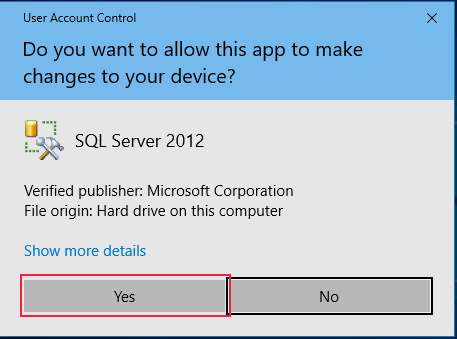 User Account Control
Do you want to allow this app to make
changes to your device?
SQL Server 2012
Verified publisher: Microsoft Corporation
File origin: Hard drive on this computer
Show more details
Yes
No